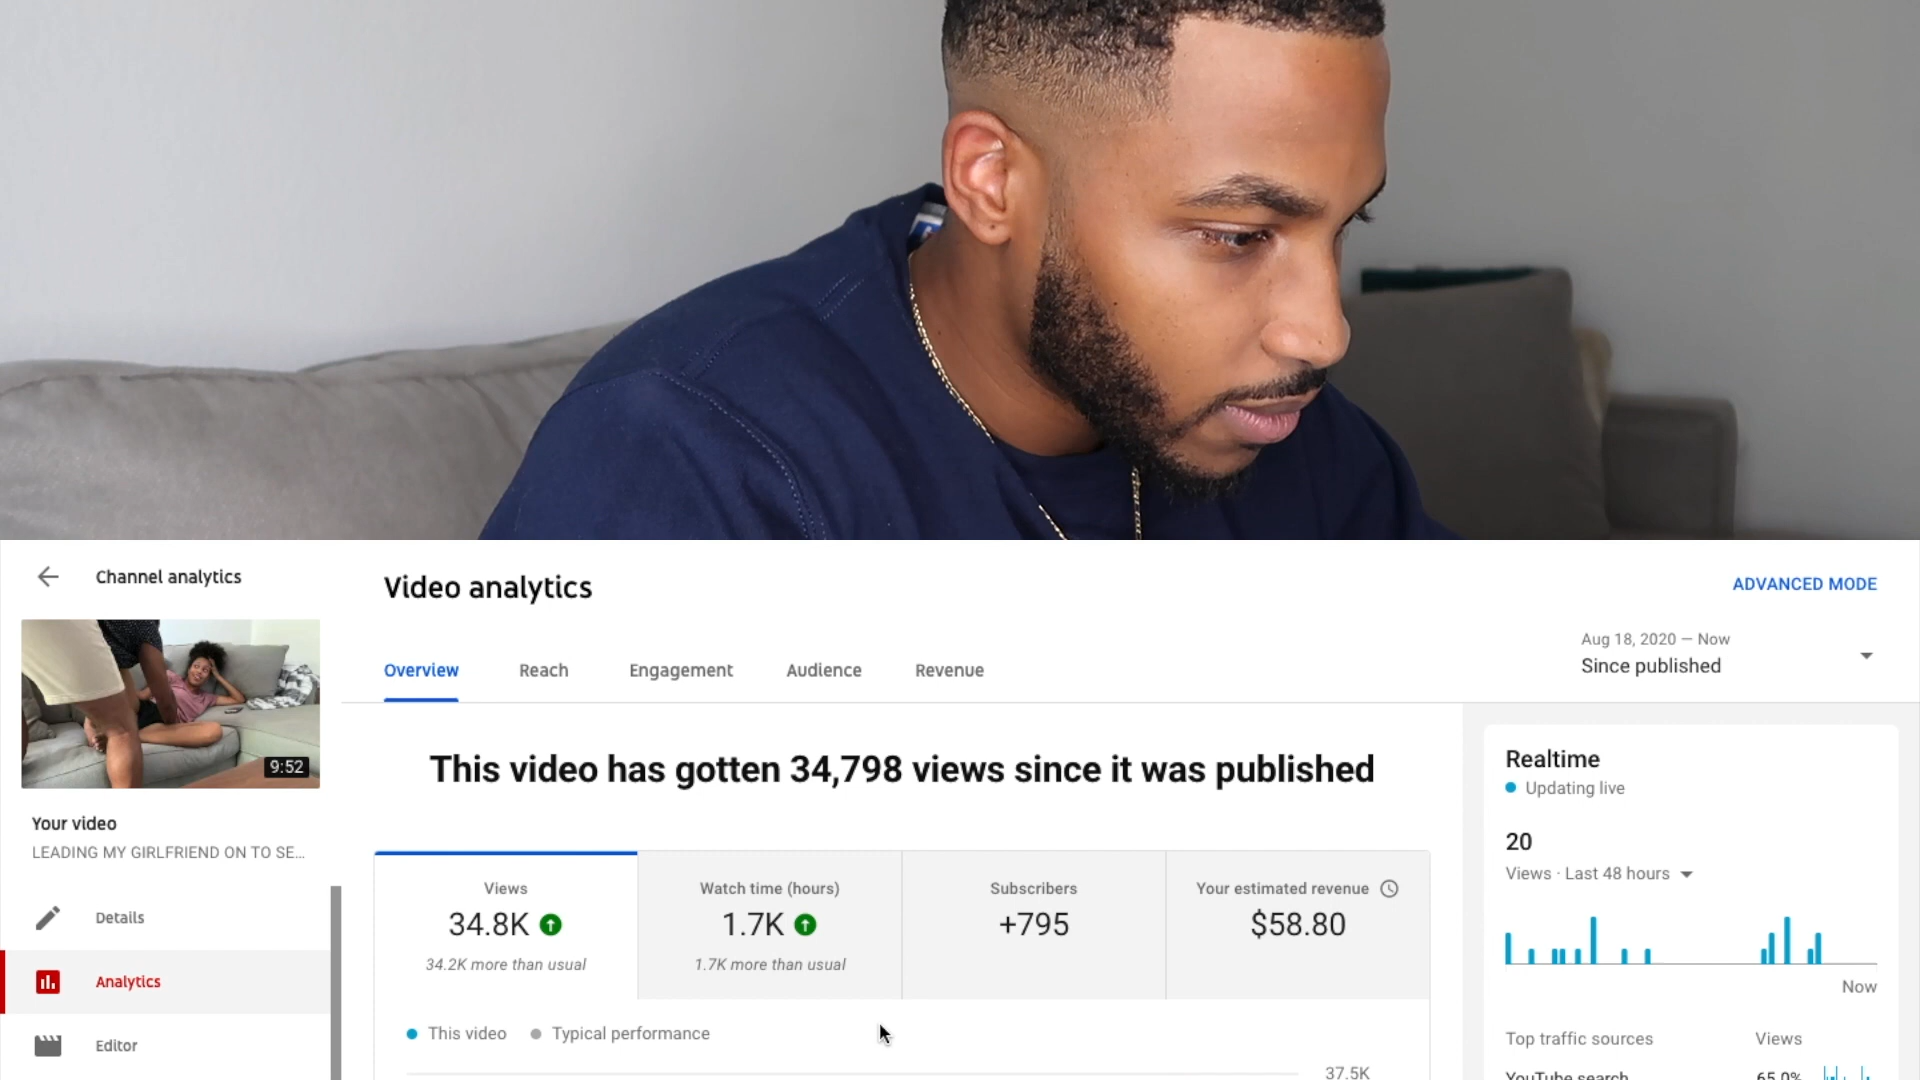 Channel analytics
9:52
Your video
LEADING MY GIRLFRIEND ON TO SE...
Details
Analytics
Editor
Video analytics
ADVANCED MODE
Overview
Reach
Engagement
Audience
Revenue
Aug 18, 2020 – Now
Since published
This video has gotten 34,798 views since it was published
Views
34.8K
34.2K more than usual
Watch time (hours)
1.7K
1.7K more than usual
Subscribers
+795
Your estimated revenue
$58.80
This video
Typical performance
37.5K
Realtime
Updating live
20
Views · Last 48 hours
Now
Top traffic sources
Views
YouTube search
65.0%